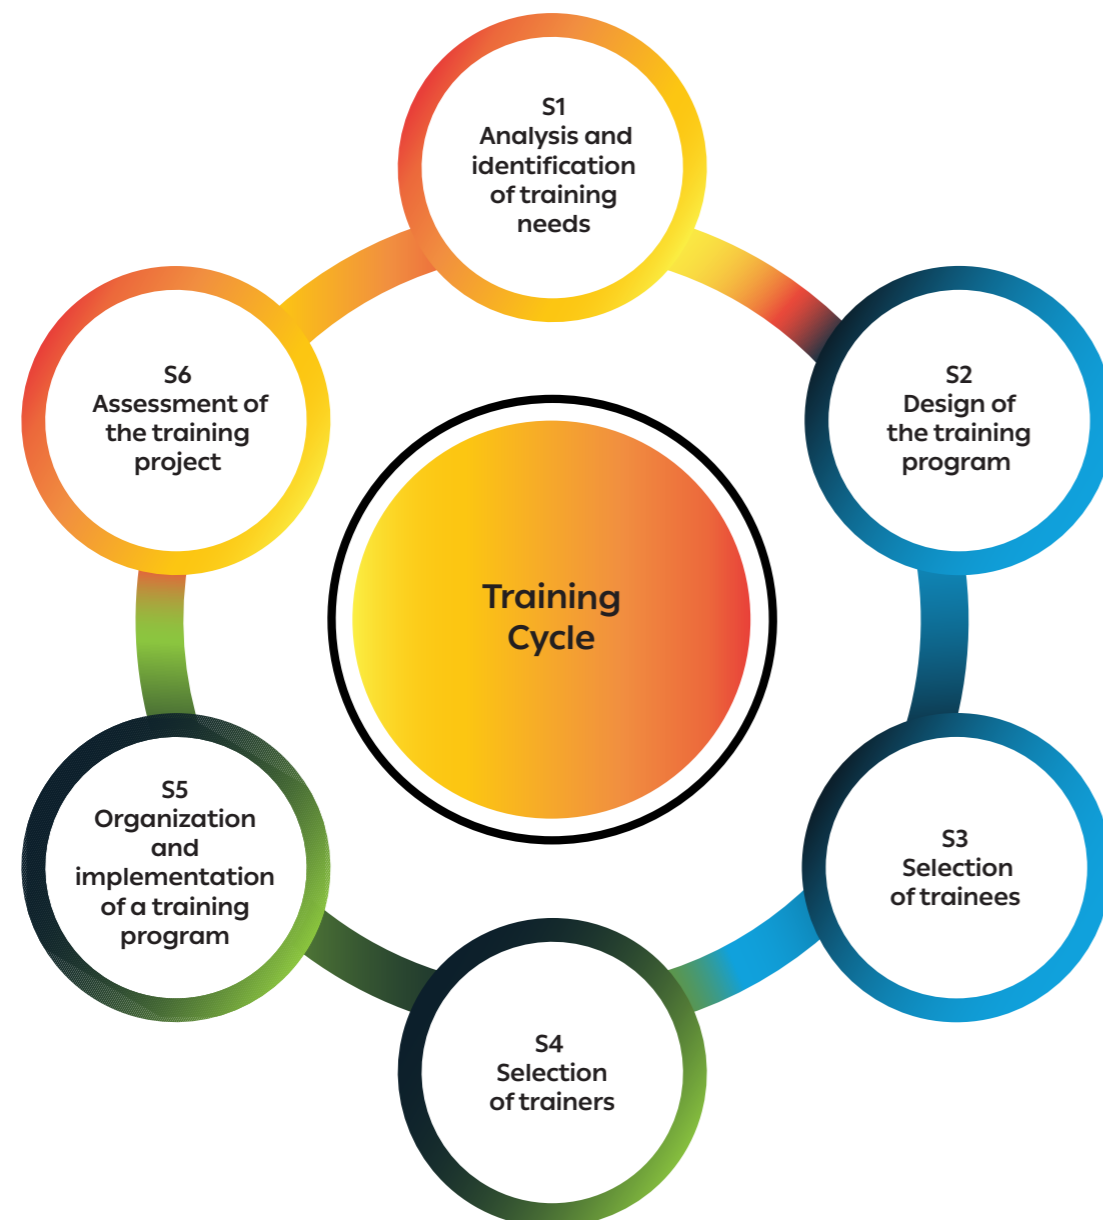 S1
Analysis and
identification
of training
needs
S2
Design of
the training
program
S3
Selection
of trainees
S4
Selection
of trainers
S5
Organization
and
implementation
of a training
program
S6
Assessment of
the training
project
Training
Cycle